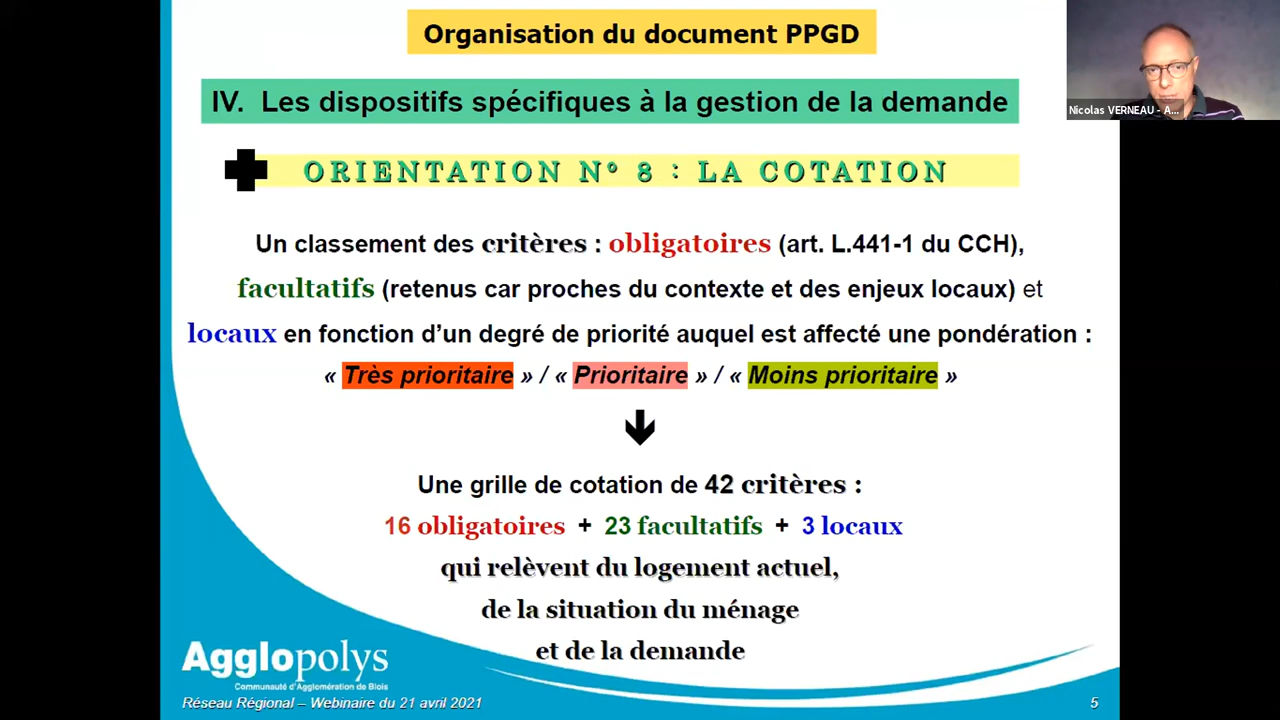 Organisation du document PPGD
Nicolas VERNEAU - A...
IV. Les dispositifs spécifiques à la gestion de la demande
ORIENTATION N° 8 : LA COTATION
Un classement des critères : obligatoires (art. L.441-1 du CCH),
facultatifs (retenus car proches du contexte et des enjeux locaux) et
locaux en fonction d’un degré de priorité auquel est affecté une pondération :
« Très prioritaire » / « Prioritaire » / « Moins prioritaire »
Une grille de cotation de 42 critères :
16 obligatoires + 23 facultatifs + 3 locaux
qui relèvent du logement actuel,
de la situation du ménage
et de la demande
Agglopolys
Communauté d'Agglomération de Blois
Réseau Régional – Webinaire du 21 avril 2021
5